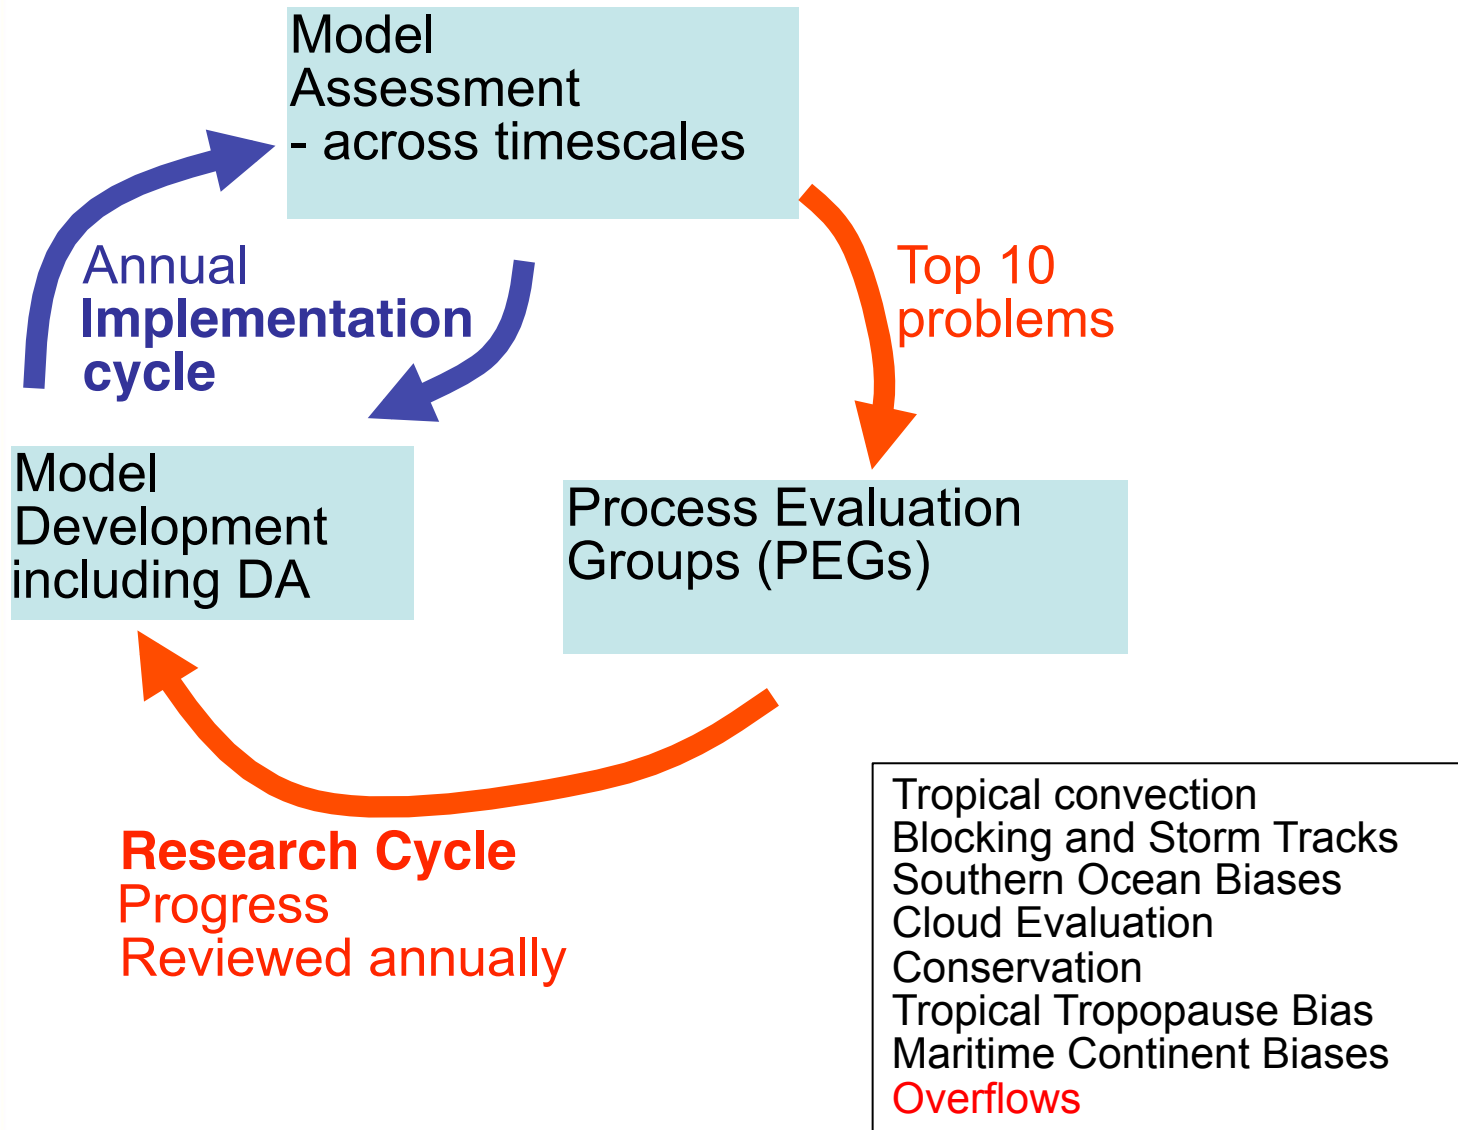 Model
Assessment
- across timescales
Annual
Implementation
cycle
Top 10
problems
Model
Development
including DA
Process Evaluation
Groups (PEGs)
Research Cycle
Progress
Reviewed annually
Tropical convection
Blocking and Storm Tracks
Southern Ocean Biases
Cloud Evaluation
Conservation
Tropical Tropopause Bias
Maritime Continent Biases
Overflows